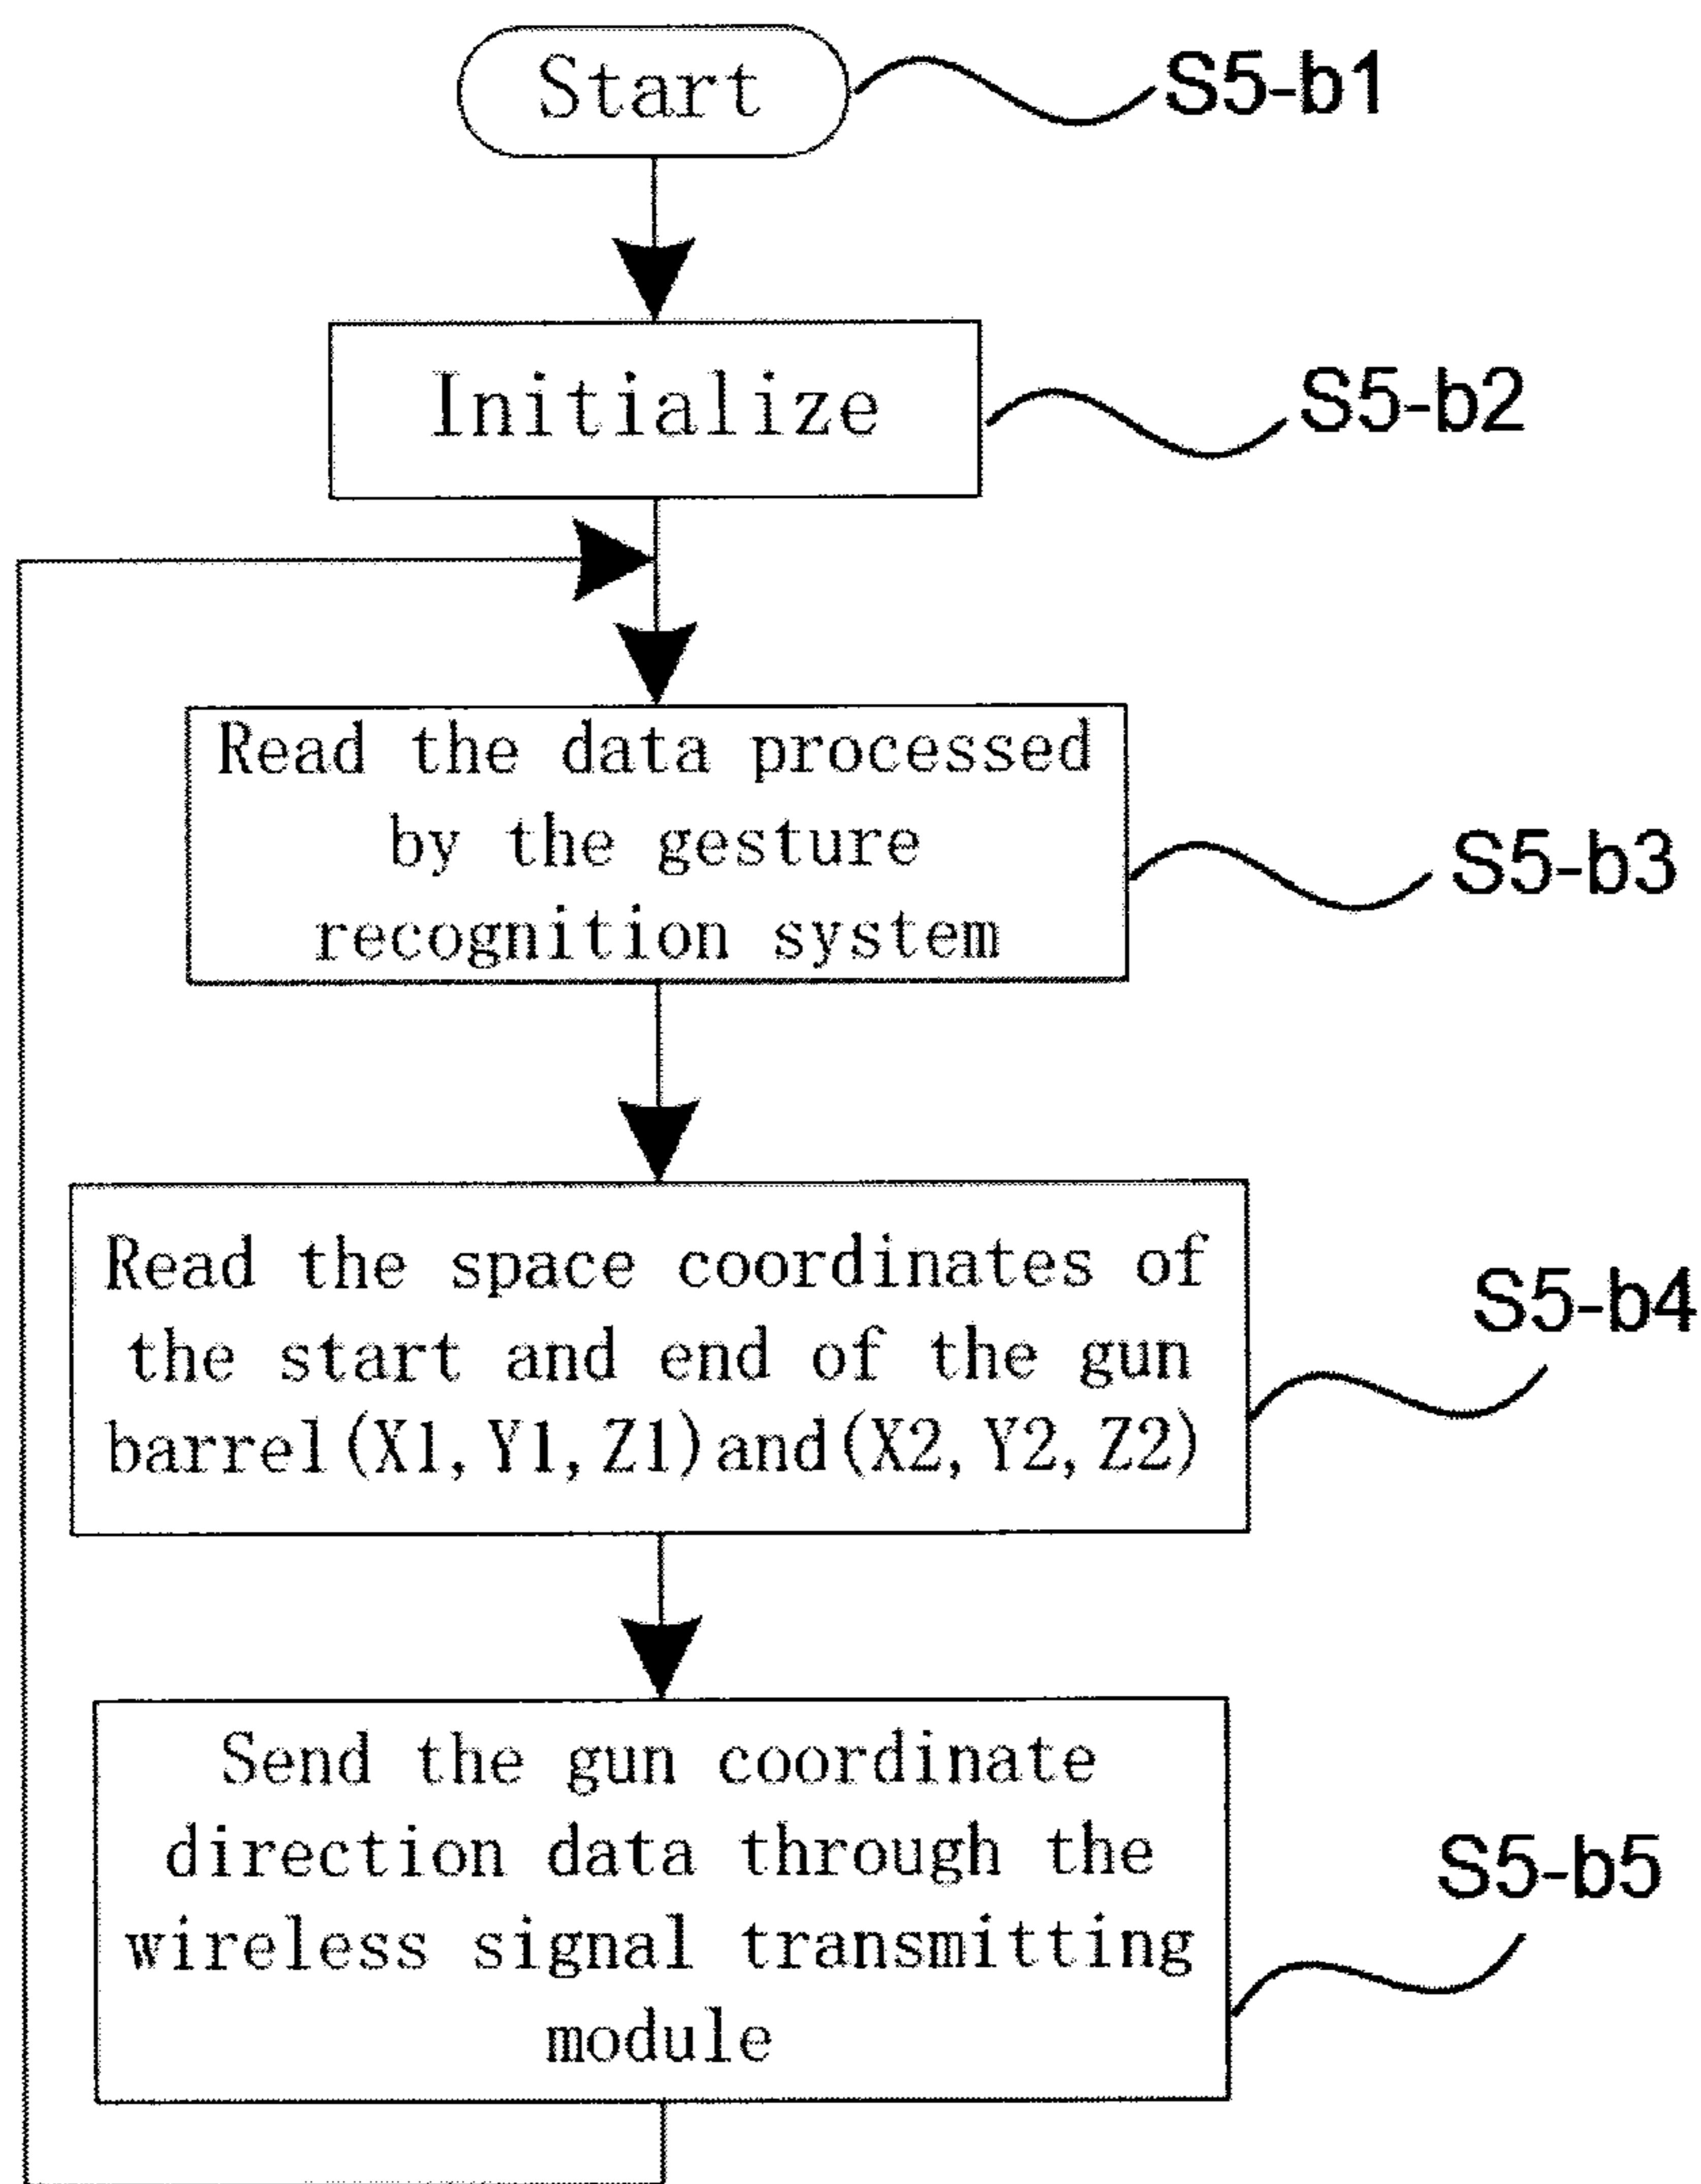 Start
S5-b1
Initialize
S5-b2
Read the data processed
by the gesture
recognition system
S5-b3
Read the space coordinates of
the start and end of the gun
barrel(X1,Y1,Z1)and(X2,Y2,Z2)
S5-b4
Send the gun coordinate
direction data through the
wireless signal transmitting
module
S5-b5